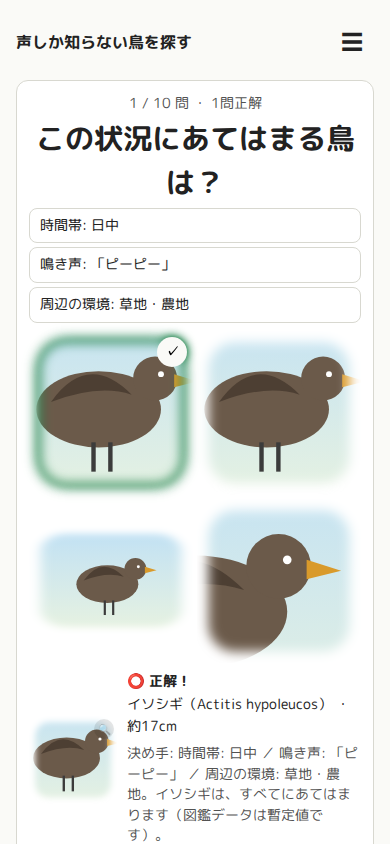 声しか知らない鳥を探す
1 / 10 問 · 1問正解
この状況にあてはまる鳥
は？
時間帯: 日中
鳴き声: 「ピーピー」
周辺の環境: 草地・農地
✓
⭕ 正解！
イソシギ（Actitis hypoleucos） ·
約17cm
決め手: 時間帯: 日中 ／ 鳴き声: 「ピ
ーピー」 ／ 周辺の環境: 草地・農
地。イソシギは、すべてにあてはま
ります（図鑑データは暫定値で
す）。